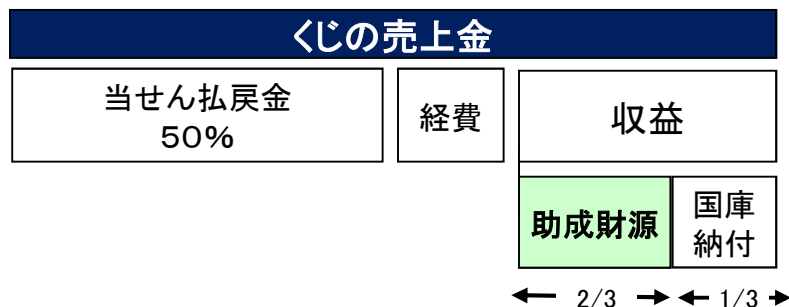 くじの売上金
当せん払戻金
50%
経費
収益
助成財源
国庫
納付
2/3
1/3